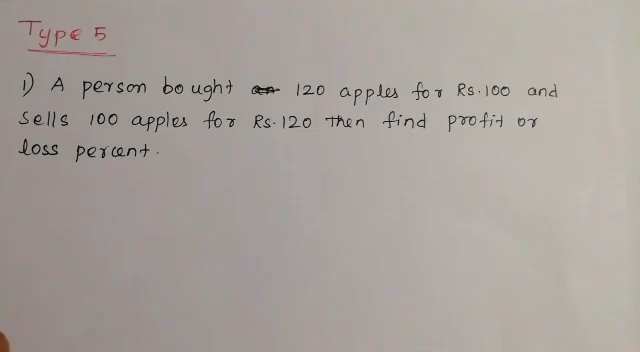 Type 5
1) A person bought 120 apples for Rs.100 and
sells 100 apples for Rs.120 Then find profit or
loss percent.